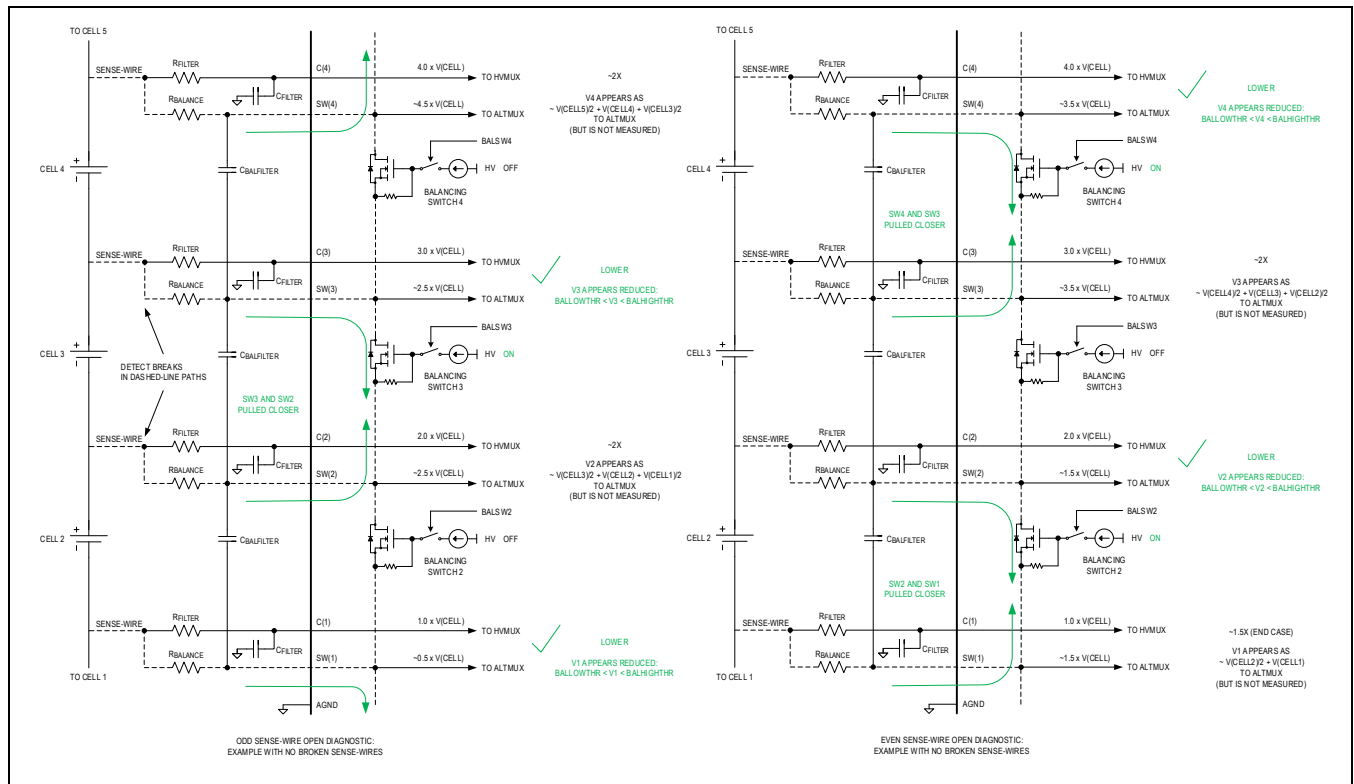 TO CELL 5
SENSE-WIRE
RFILTER
C(4)
4.0 x V(CELL)
TO HVMUX
CFILTER
RBALANCE
SW(4)
~4.5 x V(CELL)
TO ALTMUX
~2X
V4 APPEARS AS
~ V(CELL5)/2 + V(CELL4) + V(CELL3)/2
TO ALTMUX
(BUT IS NOT MEASURED)
BALSW4
CELL 4
+
-
CBALFILTER
HV OFF
BALANCING
SWITCH 4
SENSE-WIRE
RFILTER
C(3)
3.0 x V(CELL)
TO HVMUX
CFILTER
RBALANCE
SW(3)
~2.5 x V(CELL)
TO ALTMUX
LOWER
V3 APPEARS REDUCED:
BALLOWTHR < V3 < BALHIGHTHR
BALSW3
CELL 3
+
-
DETECT BREAKS
IN DASHED-LINE PATHS
CBALFILTER
HV ON
BALANCING
SWITCH 3
SW3 AND SW2
PULLED CLOSER
SENSE-WIRE
RFILTER
C(2)
2.0 x V(CELL)
TO HVMUX
CFILTER
RBALANCE
SW(2)
~2.5 x V(CELL)
TO ALTMUX
~2X
V2 APPEARS AS
~ V(CELL3)/2 + V(CELL2) + V(CELL1)/2
TO ALTMUX
(BUT IS NOT MEASURED)
BALSW2
CELL 2
+
-
CBALFILTER
HV OFF
BALANCING
SWITCH 2
SENSE-WIRE
RFILTER
C(1)
1.0 x V(CELL)
TO HVMUX
CFILTER
RBALANCE
SW(1)
~0.5 x V(CELL)
TO ALTMUX
LOWER
V1 APPEARS REDUCED:
BALLOWTHR < V1 < BALHIGHTHR
TO CELL 1
AGND
ODD SENSE-WIRE OPEN DIAGNOSTIC:
EXAMPLE WITH NO BROKEN SENSE-WIRES
TO CELL 5
SENSE-WIRE
RFILTER
C(4)
4.0 x V(CELL)
TO HVMUX
CFILTER
RBALANCE
SW(4)
~3.5 x V(CELL)
TO ALTMUX
LOWER
V4 APPEARS REDUCED:
BALLOWTHR < V4 < BALHIGHTHR
BALSW4
CELL 4
+
-
CBALFILTER
HV ON
BALANCING
SWITCH 4
SW4 AND SW3
PULLED CLOSER
SENSE-WIRE
RFILTER
C(3)
3.0 x V(CELL)
TO HVMUX
CFILTER
RBALANCE
SW(3)
~3.5 x V(CELL)
TO ALTMUX
~2X
V3 APPEARS AS
~ V(CELL4)/2 + V(CELL3) + V(CELL2)/2
TO ALTMUX
(BUT IS NOT MEASURED)
BALSW3
CELL 3
+
-
CBALFILTER
HV OFF
BALANCING
SWITCH 3
SENSE-WIRE
RFILTER
C(2)
2.0 x V(CELL)
TO HVMUX
CFILTER
RBALANCE
SW(2)
~1.5 x V(CELL)
TO ALTMUX
LOWER
V2 APPEARS REDUCED:
BALLOWTHR < V2 < BALHIGHTHR
BALSW2
CELL 2
+
-
CBALFILTER
HV ON
BALANCING
SWITCH 2
SW2 AND SW1
PULLED CLOSER
SENSE-WIRE
RFILTER
C(1)
1.0 x V(CELL)
TO HVMUX
CFILTER
RBALANCE
SW(1)
~1.5 x V(CELL)
TO ALTMUX
~1.5X (END CASE)
V1 APPEARS AS
~ V(CELL2)/2 + V(CELL1)
TO ALTMUX
(BUT IS NOT MEASURED)
TO CELL 1
AGND
EVEN SENSE-WIRE OPEN DIAGNOSTIC:
EXAMPLE WITH NO BROKEN SENSE-WIRES